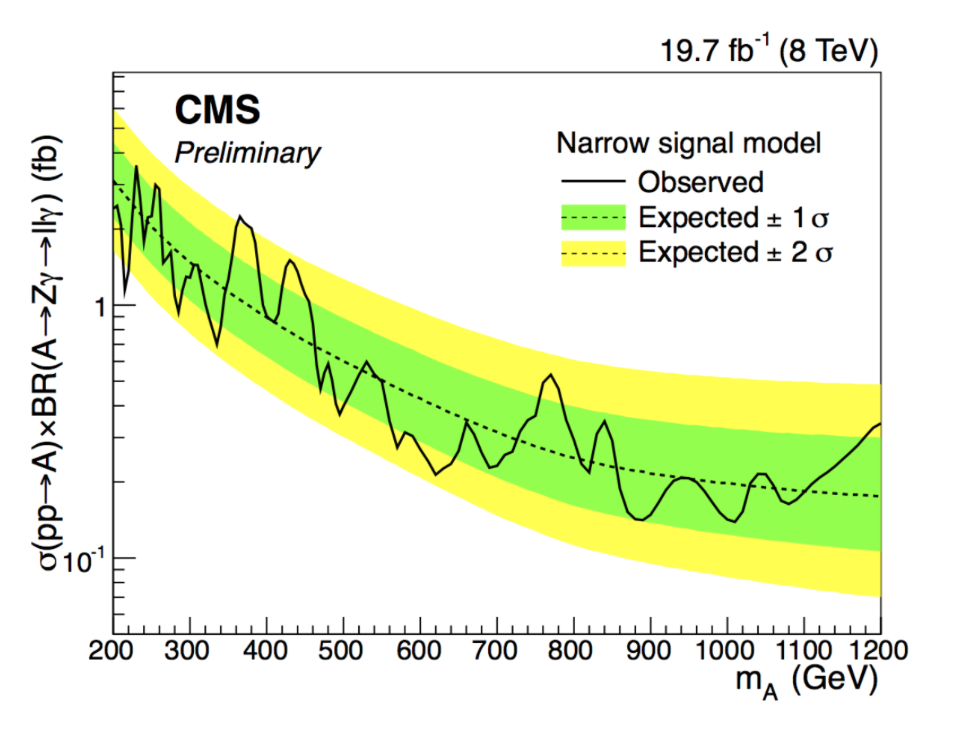 19.7 fb⁻¹ (8 TeV)
CMS
Preliminary
Narrow signal model
Observed
Expected ± 1 σ
Expected ± 2 σ
σ(pp→A)×BR(A→Zγ→llγ) (fb)
1
10⁻¹
200 300 400 500 600 700 800 900 1000 1100 1200
m_A (GeV)